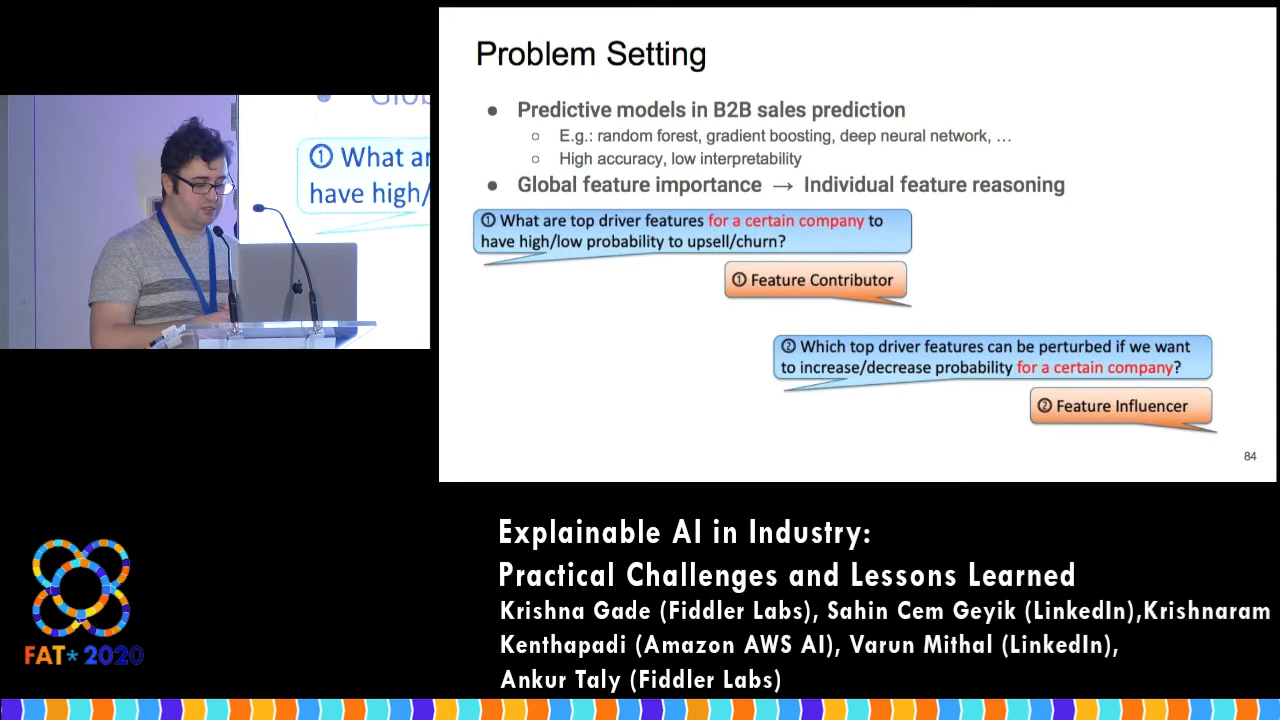 Problem Setting
● Predictive models in B2B sales prediction
○ E.g.: random forest, gradient boosting, deep neural network, …
○ High accuracy, low interpretability
● Global feature importance → Individual feature reasoning
① What are top driver features for a certain company to
have high/low probability to upsell/churn?
① Feature Contributor
② Which top driver features can be perturbed if we want
to increase/decrease probability for a certain company?
② Feature Influencer
84
① What ar
have high/
Explainable AI in Industry:
Practical Challenges and Lessons Learned
Krishna Gade (Fiddler Labs), Sahin Cem Geyik (LinkedIn),Krishnaram
Kenthapadi (Amazon AWS AI), Varun Mithal (LinkedIn),
Ankur Taly (Fiddler Labs)
FAT* 2020